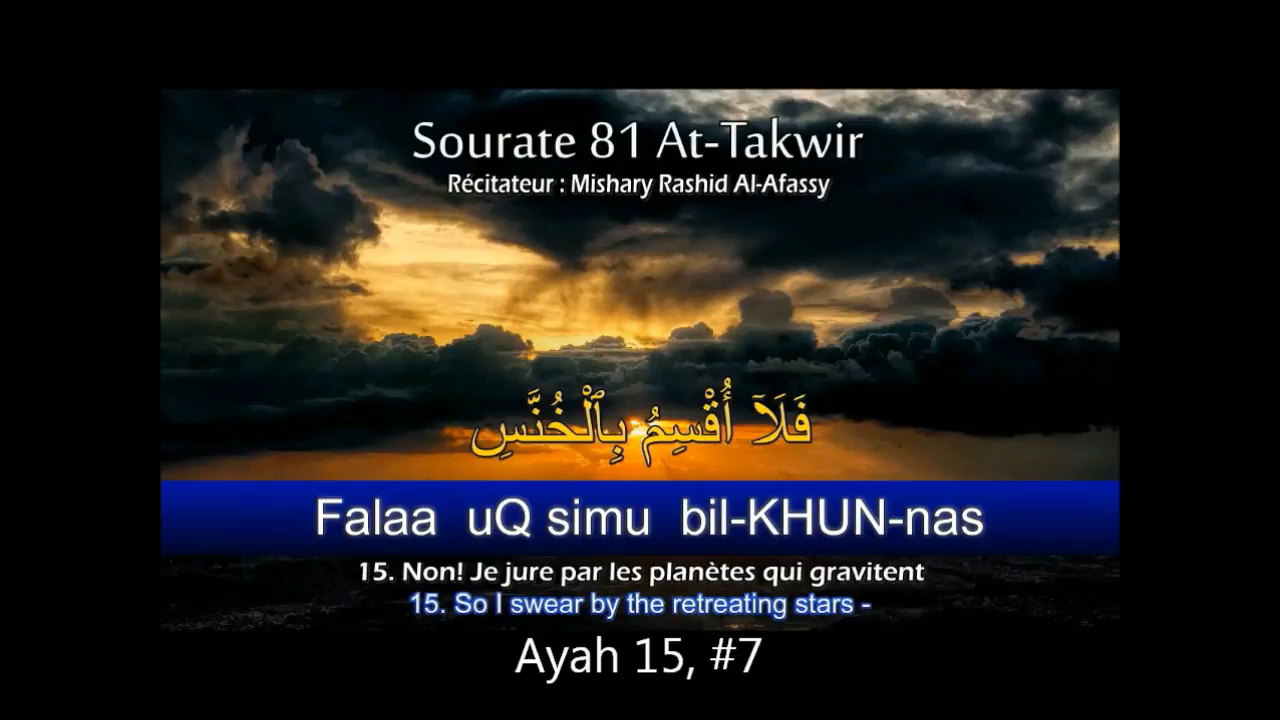 Sourate 81 At-Takwir
Récitateur : Mishary Rashid Al-Afassy
فَلَآ أُقْسِمُ بِٱلْخُنَّسِ
Falaa uQ simu bil-KHUN-nas
15. Non! Je jure par les planètes qui gravitent
15. So I swear by the retreating stars -
Ayah 15, #7